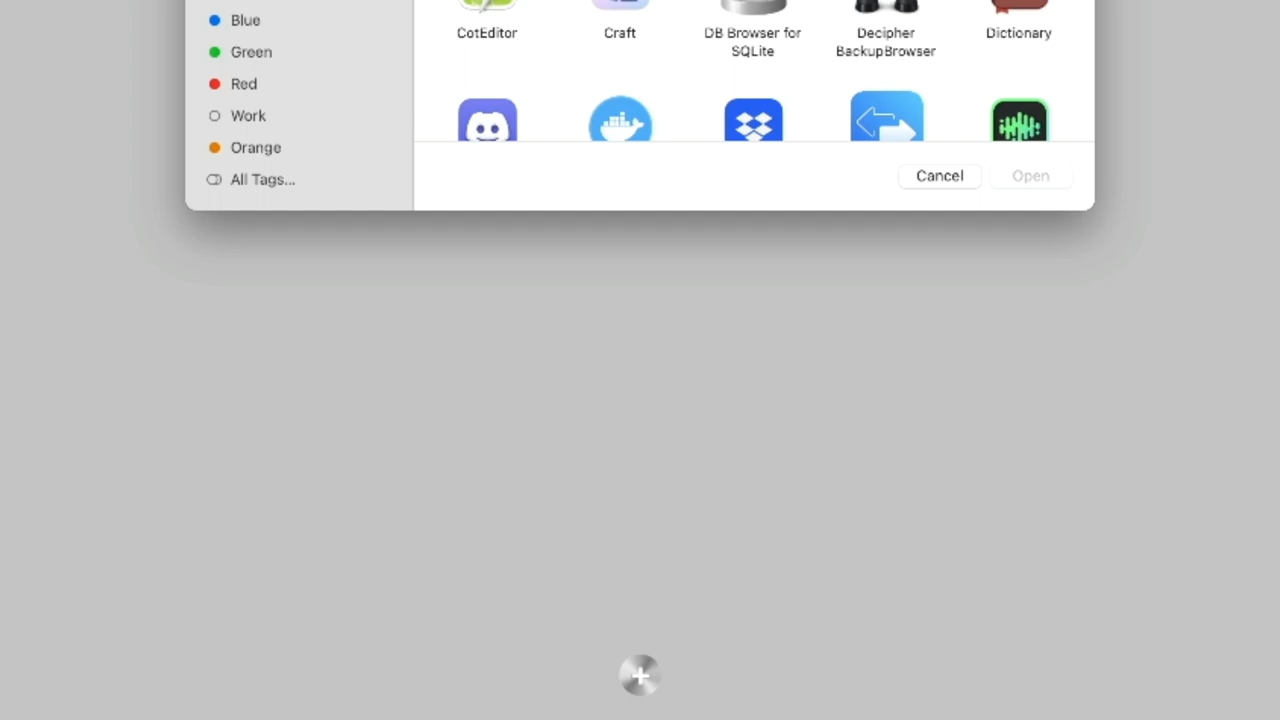 Blue
Green
Red
Work
Orange
All Tags...
CotEditor
Craft
DB Browser for
SQLite
Decipher
BackupBrowser
Dictionary
Cancel
Open